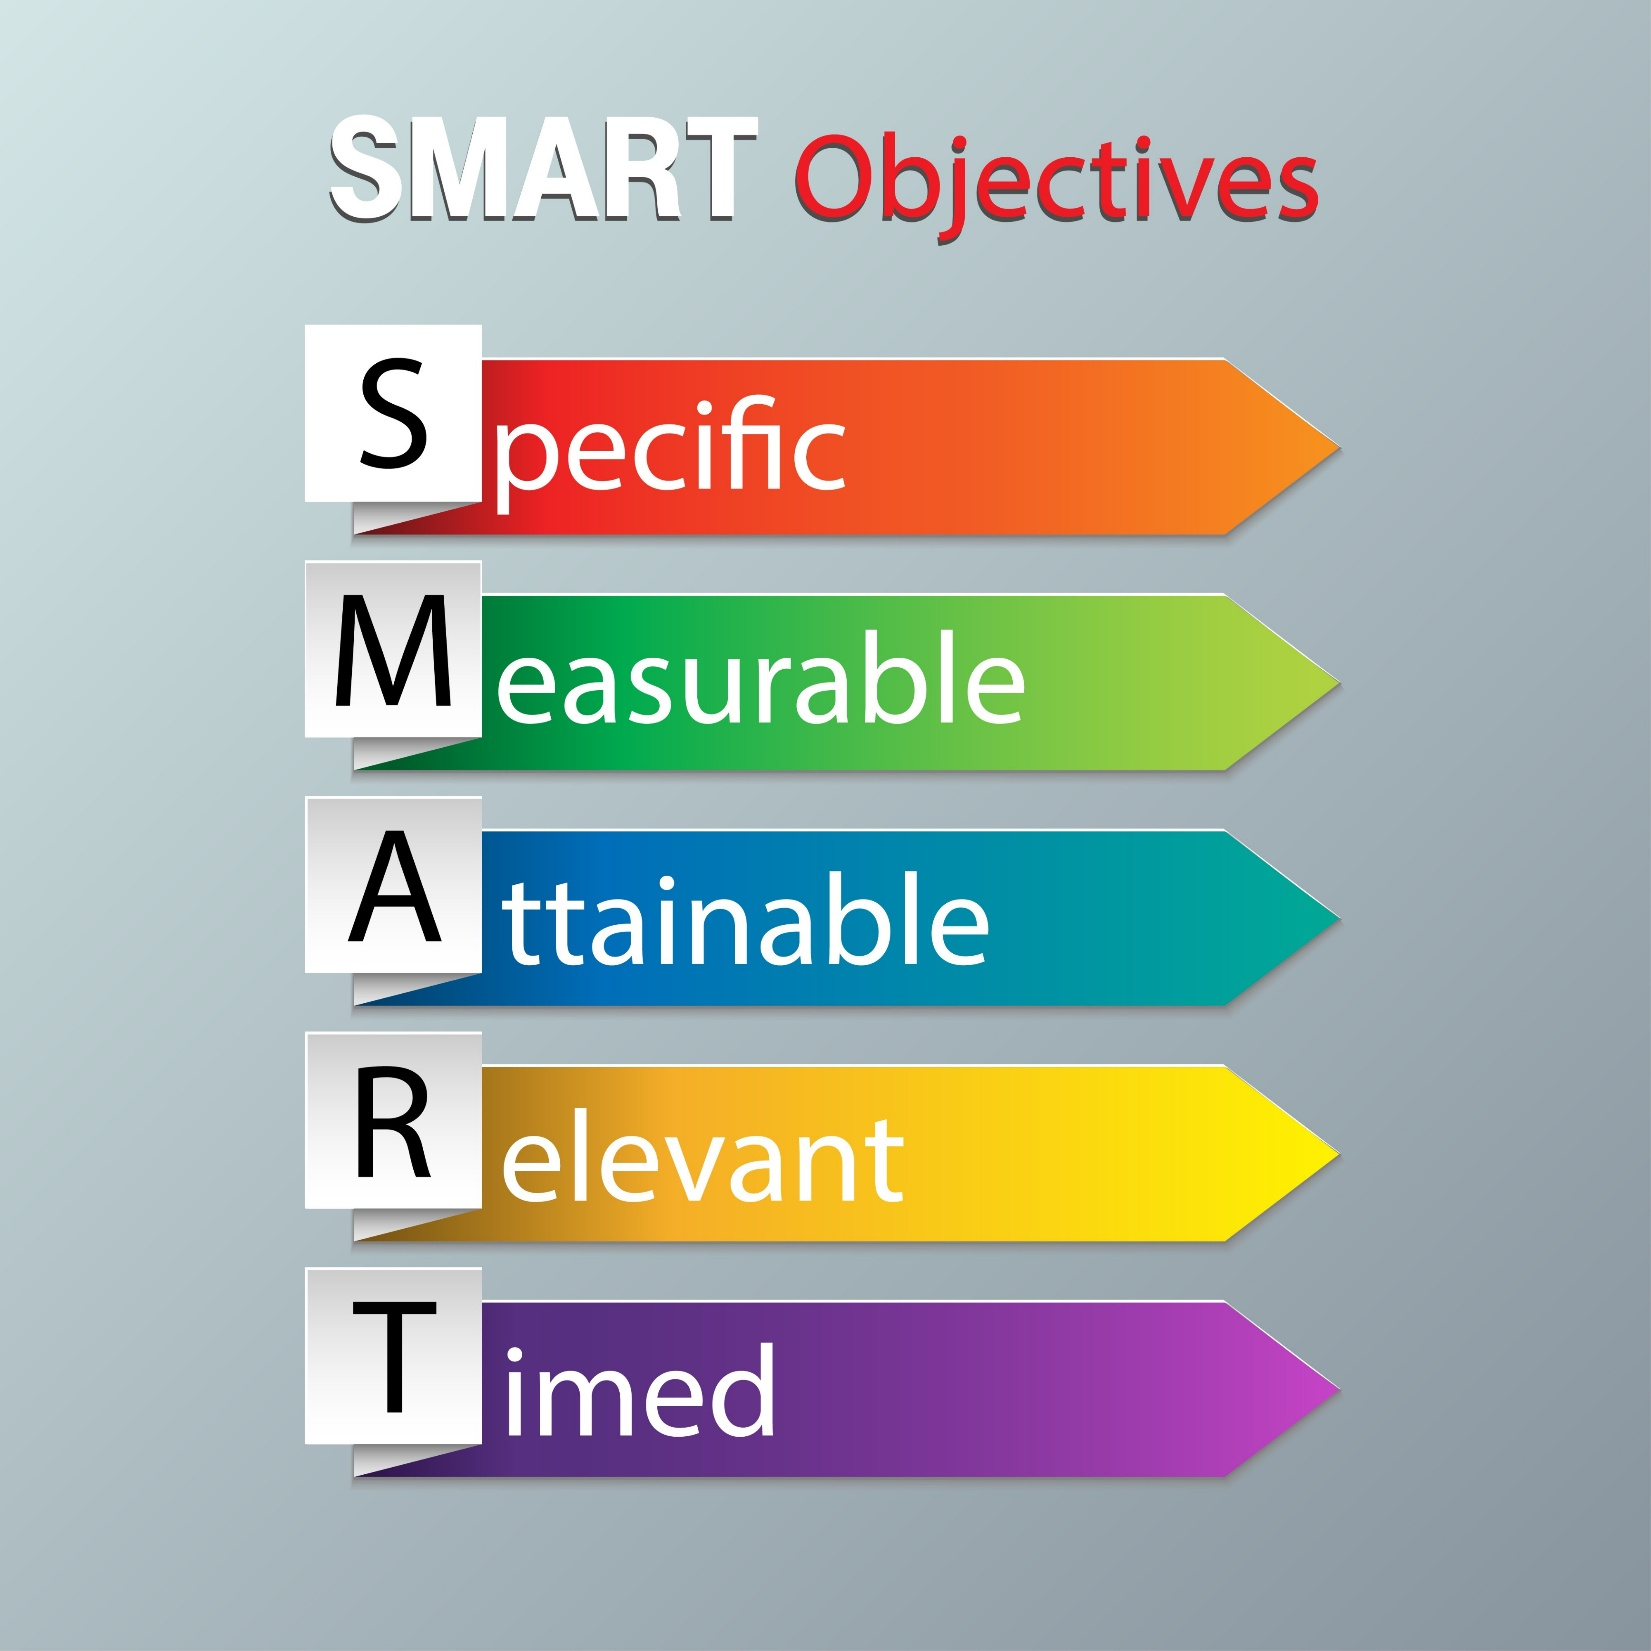 SMART Objectives
Specific
Measurable
Attainable
Relevant
Timed